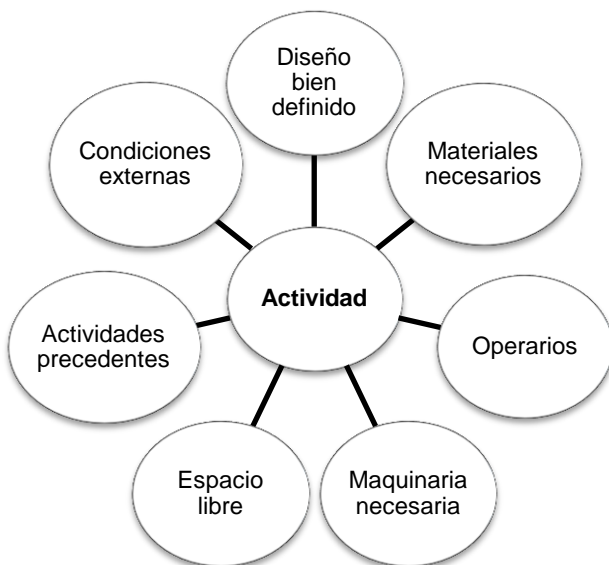 Diseño
bien
definido
Condiciones
externas
Materiales
necesarios
Actividad
Actividades
precedentes
Operarios
Espacio
libre
Maquinaria
necesaria